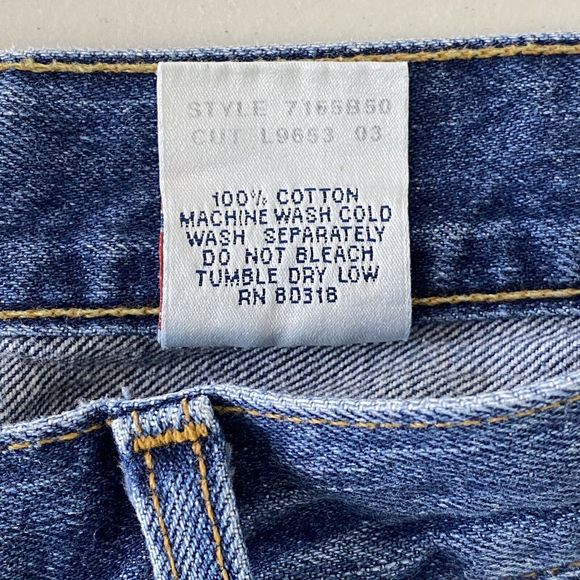 STYLE 7165B50
CUT L9653 03
100% COTTON
MACHINE WASH COLD
WASH SEPARATELY
DO NOT BLEACH
TUMBLE DRY LOW
RN 80318